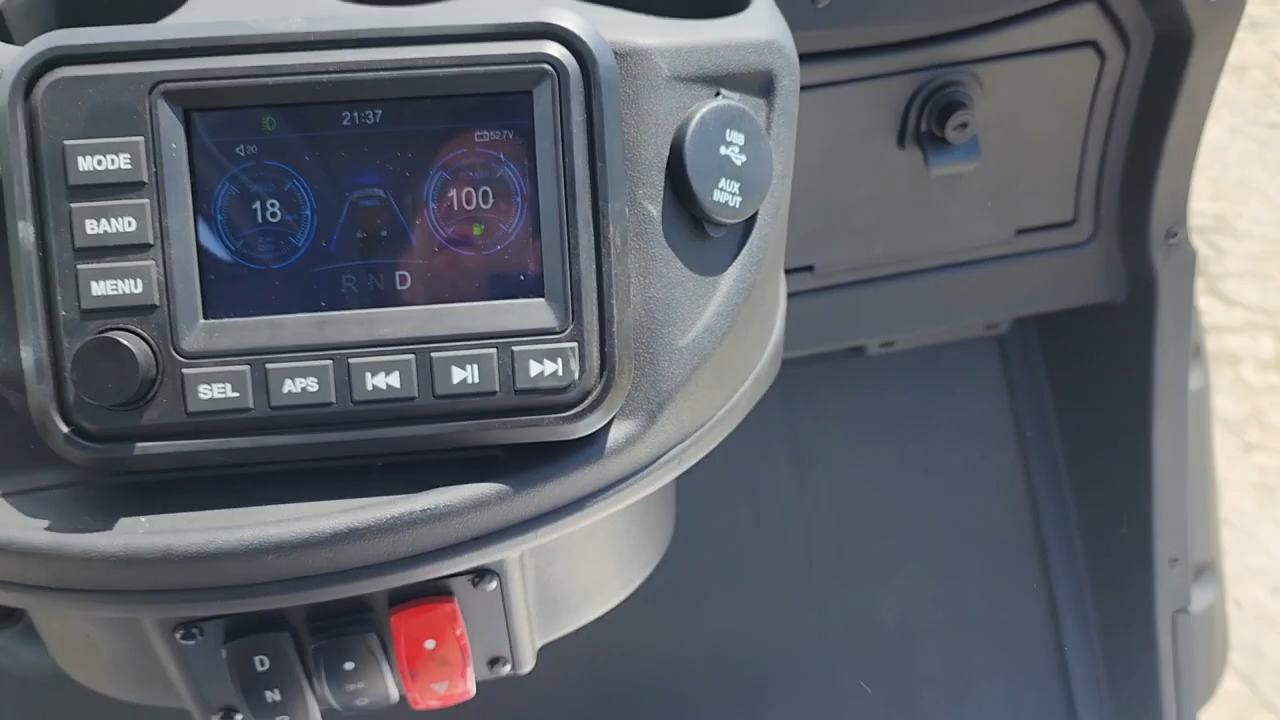 21:37
20
52.7V
18
100
R N D
MODE
BAND
MENU
SEL
APS
USB
AUX
INPUT
D
N